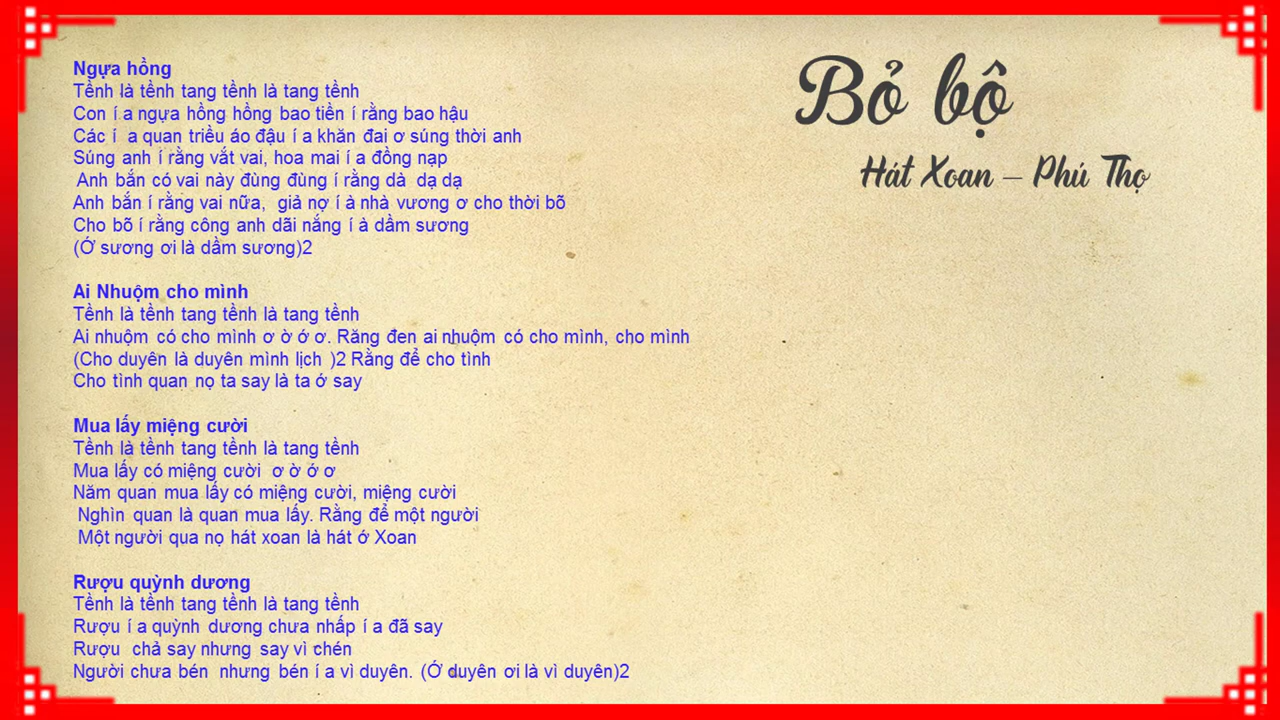 Bỏ bộ
Hát Xoan – Phú Thọ
Ngựa hồng
Tềnh là tềnh tang tềnh là tang tềnh
Con í a ngựa hồng hồng bao tiền í rằng bao hậu
Các í a quan triều áo đậu í a khăn đai ơ súng thời anh
Súng anh í rằng vắt vai, hoa mai í a đồng nạp
Anh bắn có vai này đùng đùng í rằng dà dạ dạ
Anh bắn í rằng vai nữa, giả nợ í à nhà vương ơ cho thời bõ
Cho bõ í rằng công anh dãi nắng í à dầm sương
(Ớ sương ơi là dầm sương)2
Ai Nhuộm cho mình
Tềnh là tềnh tang tềnh là tang tềnh
Ai nhuộm có cho mình ơ ờ ớ ơ. Răng đen ai nhuộm có cho mình, cho mình
(Cho duyên là duyên mình lịch )2 Rằng để cho tình
Cho tình quan nọ ta say là ta ớ say
Mua lấy miệng cười
Tềnh là tềnh tang tềnh là tang tềnh
Mua lấy có miệng cười ơ ờ ớ ơ
Năm quan mua lấy có miệng cười, miệng cười
Nghìn quan là quan mua lấy. Rằng để một người
Một người qua nọ hát xoan là hát ớ Xoan
Rượu quỳnh dương
Tềnh là tềnh tang tềnh là tang tềnh
Rượu í a quỳnh dương chưa nhấp í a đã say
Rượu chả say nhưng say vì chén
Người chưa bén nhưng bén í a vì duyên. (Ớ duyên ơi là vì duyên)2